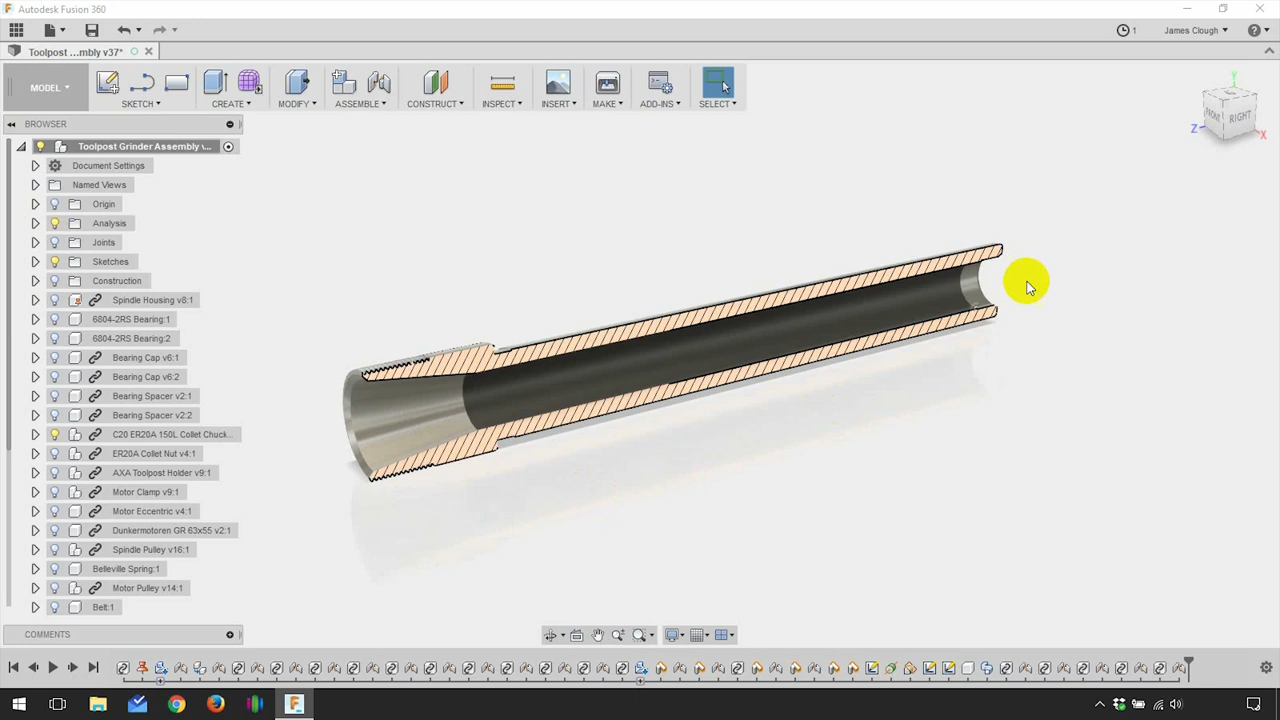 Autodesk Fusion 360
1
James Clough
Toolpost ...mbly v37*
MODEL
SKETCH
CREATE
MODIFY
ASSEMBLE
CONSTRUCT
INSPECT
INSERT
MAKE
ADD-INS
SELECT
Y
FRONT
RIGHT
Z
X
BROWSER
Toolpost Grinder Assembly v...
Document Settings
Named Views
Origin
Analysis
Joints
Sketches
Construction
Spindle Housing v8:1
6804-2RS Bearing:1
6804-2RS Bearing:2
Bearing Cap v6:1
Bearing Cap v6:2
Bearing Spacer v2:1
Bearing Spacer v2:2
C20 ER20A 150L Collet Chuck...
ER20A Collet Nut v4:1
AXA Toolpost Holder v9:1
Motor Clamp v9:1
Motor Eccentric v4:1
Dunkermotoren GR 63x55 v2:1
Spindle Pulley v16:1
Belleville Spring:1
Motor Pulley v14:1
Belt:1
COMMENTS